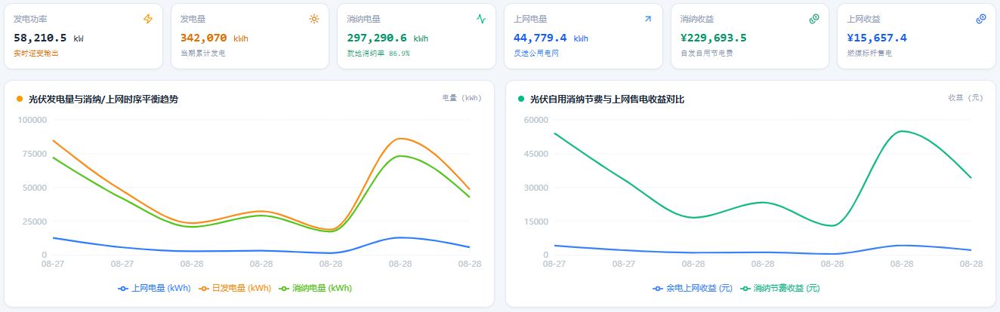 发电功率
58,210.5 kW
实时逆变输出
发电量
342,070 kWh
当期累计发电
消纳电量
297,290.6 kWh
就地消纳率 86.9%
上网电量
44,779.4 kWh
反送公用电网
消纳收益
¥229,693.5
自发自用节电费
上网收益
¥15,657.4
燃煤标杆售电
光伏发电量与消纳/上网时序平衡趋势
电量 (kWh)
100000
75000
50000
25000
0
08-27 08-27 08-28 08-28 08-28 08-28 08-28
上网电量 (kWh) 日发电量 (kWh) 消纳电量 (kWh)
光伏自用消纳节费与上网售电收益对比
收益 (元)
60000
45000
30000
15000
0
08-27 08-27 08-28 08-28 08-28 08-28 08-28
余电上网收益 (元) 消纳节费收益 (元)